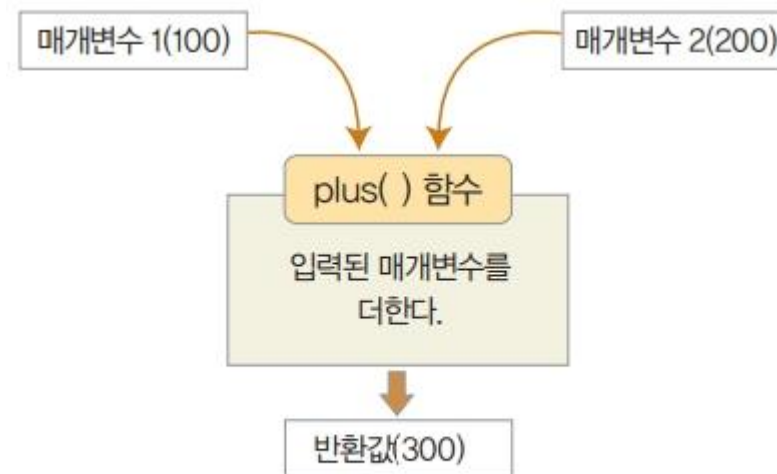 매개변수 1(100)
매개변수 2(200)
plus( ) 함수
입력된 매개변수를
더한다.
반환값(300)